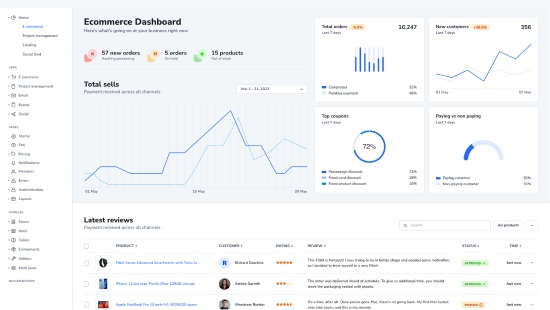 Home
E commerce
Project management
Landing
Social feed
APPS
E commerce
Project management
Email
Events
Social
PAGES
Starter
Faq
Pricing
Notifications
Members
Errors
Authentication
Layouts
MODULES
Forms
Icons
Tables
Components
Utilities
Multi level
DOCUMENTATION
Ecommerce Dashboard
Here's what's going on at your business right now
57 new orders
Awaiting processing
5 orders
On hold
15 products
Out of stock
Total sells
Payment received across all channels
Mar 1 - 31, 2022
01 May
10 May
30 May
Total orders
-6.8%
16,247
Last 7 days
Completed
52%
Pending payment
48%
New customers
+26.5%
356
Last 7 days
01 May
07 May
Top coupons
Last 7 days
72%
Percentage discount
72%
Fixed card discount
18%
Fixed product discount
10%
Paying vs non paying
Last 7 days
Paying customer
30%
Non-paying customer
70%
Latest reviews
Payment received across all channels
Search
All products
PRODUCT
CUSTOMER
RATING
REVIEW
STATUS
TIME
Fitbit Sense Advanced Smartwatch with Tools fo...
R
Richard Dawkins
This Fitbit is fantastic! I was trying to be in better shape and needed some motivation, so I decided to treat myself to a new Fitbit.
APPROVED
Just now
iPhone 13 pro max-Pacific Blue-128GB storage
Ashley Garrett
The order was delivered ahead of schedule. To give us additional time, you should leave the packaging sealed with plastic.
APPROVED
Just now
Apple MacBook Pro 13 inch-M1-8/256GB-space
Woodrow Burton
It's a Mac, after all. Once you've gone Mac, there's no going back. My first Mac lasted over nine years, and this is my second.
PENDING
Just now